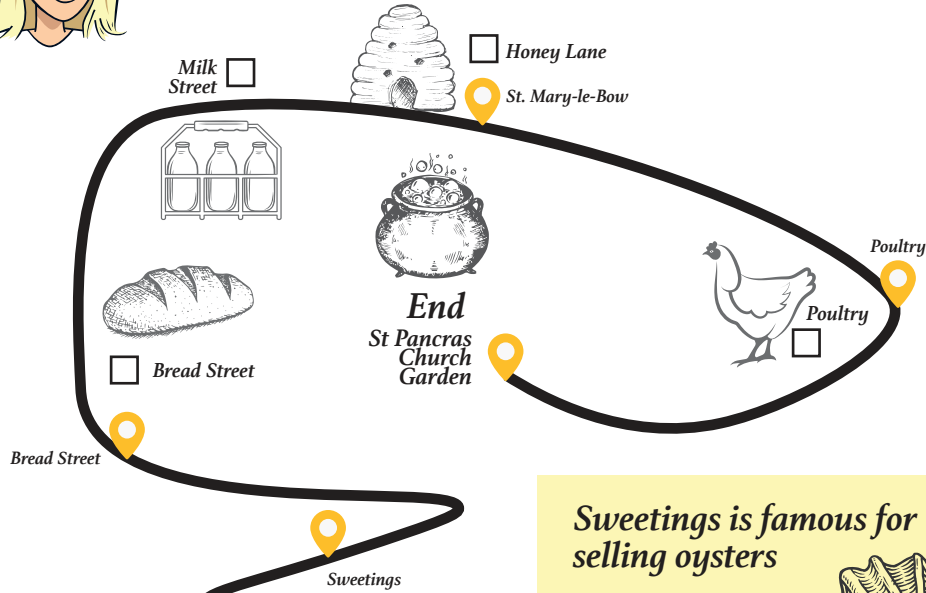 Honey Lane
Milk
Street
St. Mary-le-Bow
Poultry
Poultry
End
St Pancras
Church
Garden
Bread Street
Bread Street
Sweetings is famous for
selling oysters
Sweetings